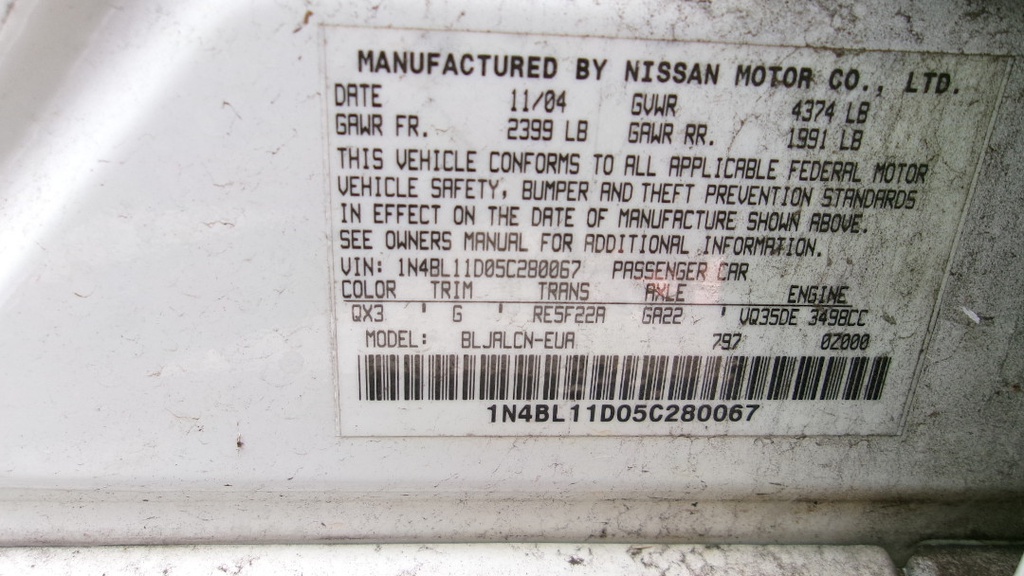 MANUFACTURED BY NISSAN MOTOR CO., LTD.
DATE 11/04 GVWR 4374 LB
GAWR FR. 2399 LB GAWR RR. 1991 LB
THIS VEHICLE CONFORMS TO ALL APPLICABLE FEDERAL MOTOR
VEHICLE SAFETY, BUMPER AND THEFT PREVENTION STANDARDS
IN EFFECT ON THE DATE OF MANUFACTURE SHOWN ABOVE.
SEE OWNERS MANUAL FOR ADDITIONAL INFORMATION.
VIN: 1N4BL11D05C280067 PASSENGER CAR
COLOR TRIM TRANS AXLE ENGINE
QX3 ' G ' RE5F22A GA22 ' VQ35DE 3498CC
MODEL: BLJALCN-EUA 797 0Z000
1N4BL11D05C280067